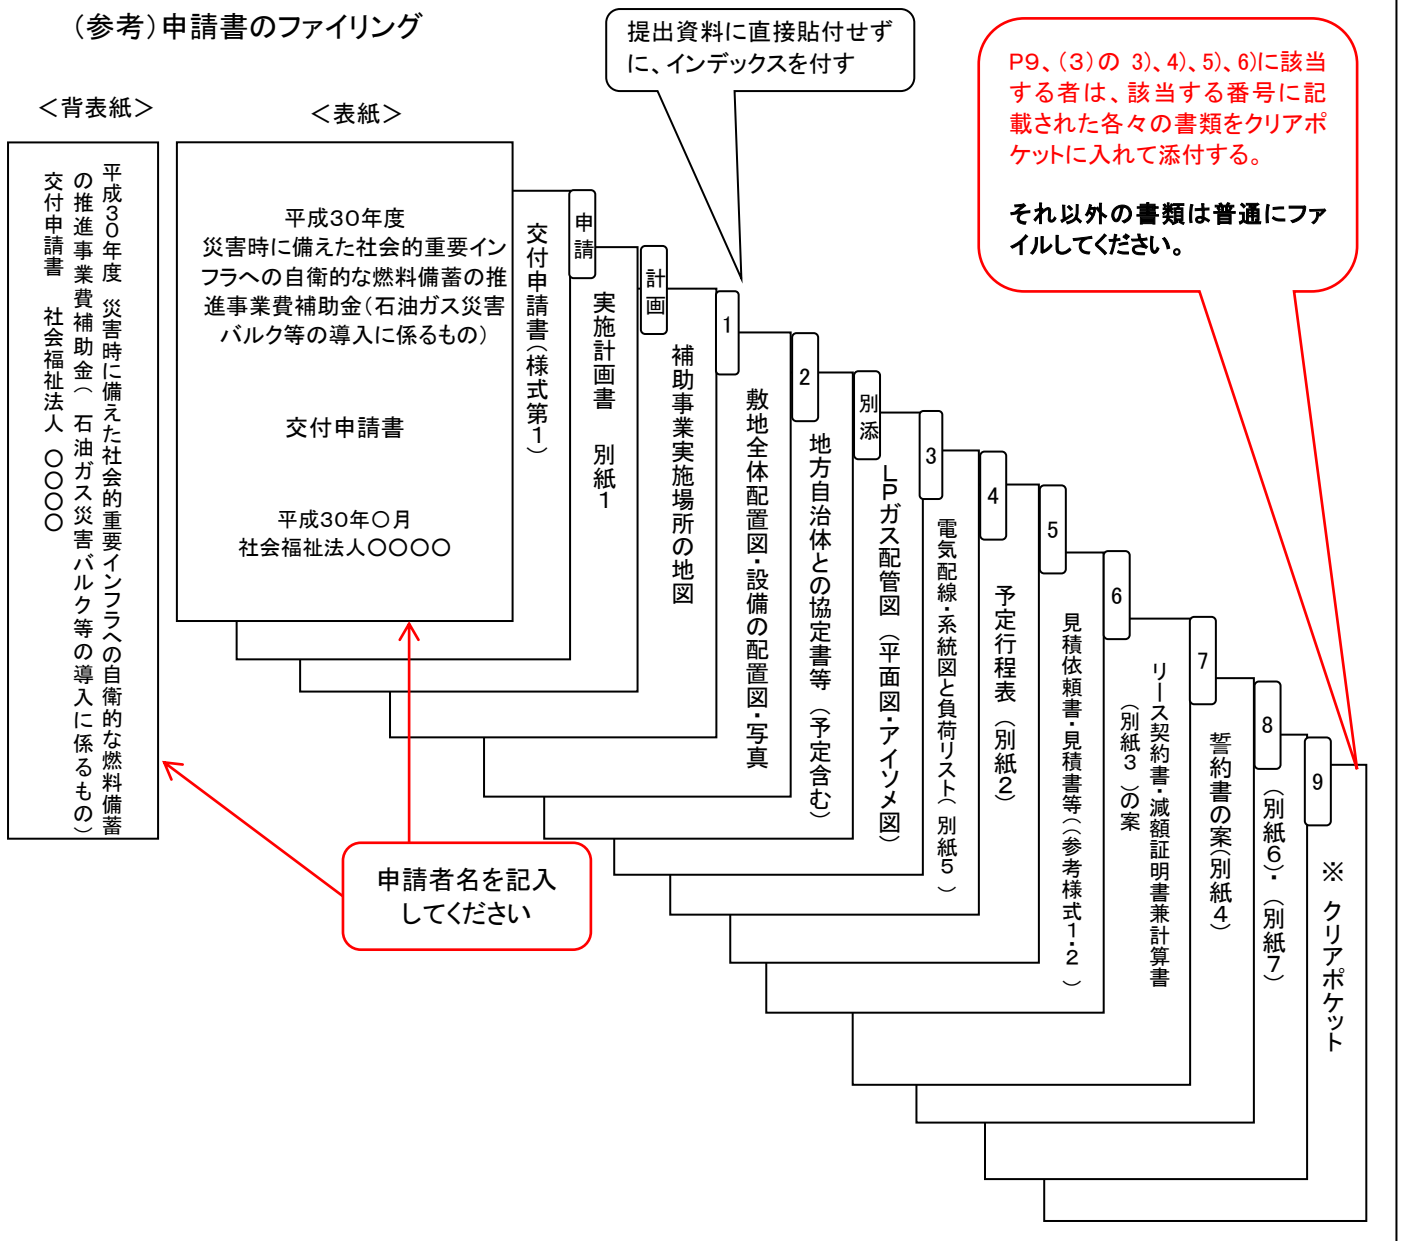 （参考）申請書のファイリング
提出資料に直接貼付せず
に、インデックスを付す
P9、（３）の 3)、4)、5)、6)に該当
する者は、該当する番号に記
載された各々の書類をクリアポ
ケットに入れて添付する。
それ以外の書類は普通にファ
イルしてください。
＜背表紙＞
＜表紙＞
平成３０年度 災害時に備えた社会的重要インフラへの自衛的な燃料備蓄
の推進事業費補助金（ 石油ガス災害バルク等の導入に係るもの）
交付申請書 社会福祉法人 〇〇〇〇
平成30年度
災害時に備えた社会的重要イン
フラへの自衛的な燃料備蓄の推
進事業費補助金（石油ガス災害
バルク等の導入に係るもの）
交付申請書
平成30年〇月
社会福祉法人〇〇〇〇
交付申請書（様式第１）
申請
実施計画書 別紙１
計画
補助事業実施場所の地図
1
敷地全体配置図・設備の配置図・写真
2
地方自治体との協定書等（予定含む）
別添
ＬＰガス配管図（平面図・アイソメ図）
3
電気配線・系統図と負荷リスト（ 別紙５ ）
4
予定行程表（別紙２）
5
見積依頼書・見積書等（（参考様式１・２ ）
6
リース契約書・減額証明書兼計算書
（別紙３ ）の案
7
誓約書の案（別紙４）
8
（別紙６）・（別紙７）
9
※ クリアポケット
申請者名を記入
してください